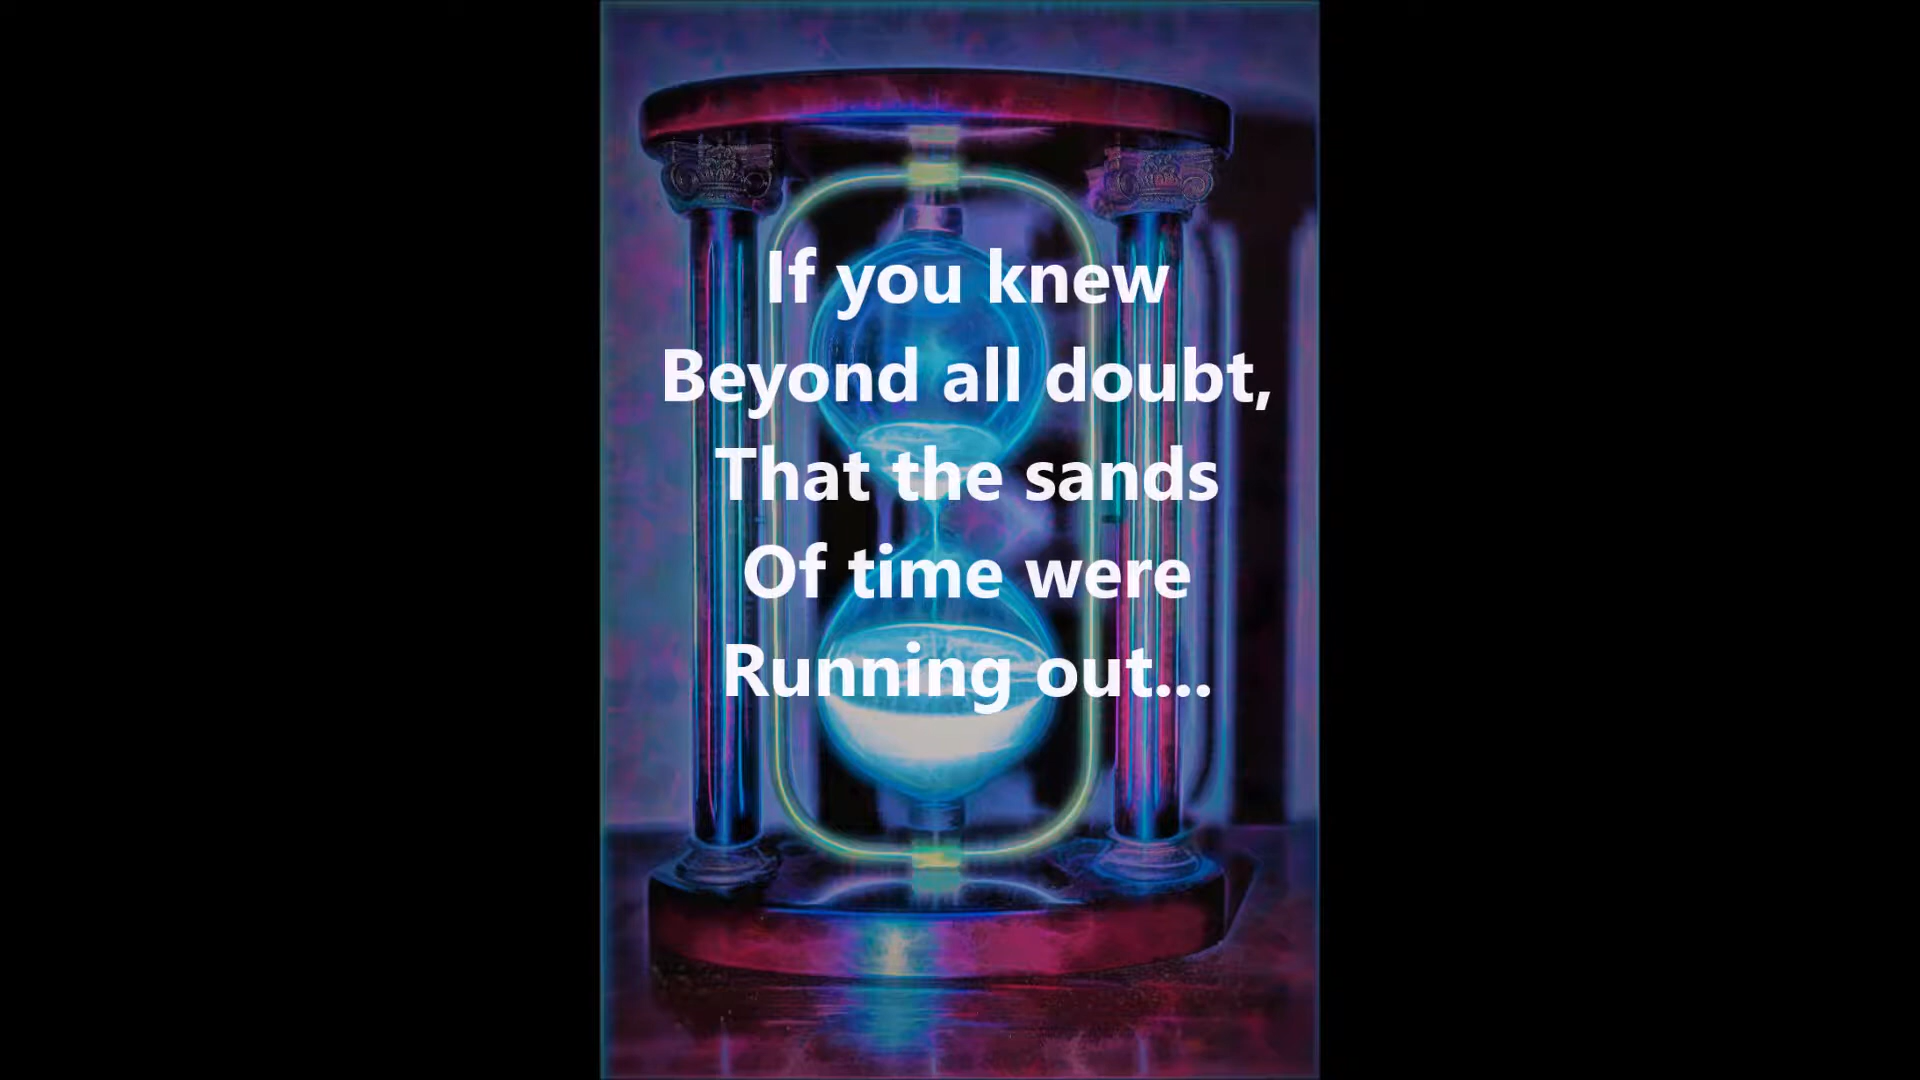 If you knew
Beyond all doubt,
That the sands
Of time were
Running out...